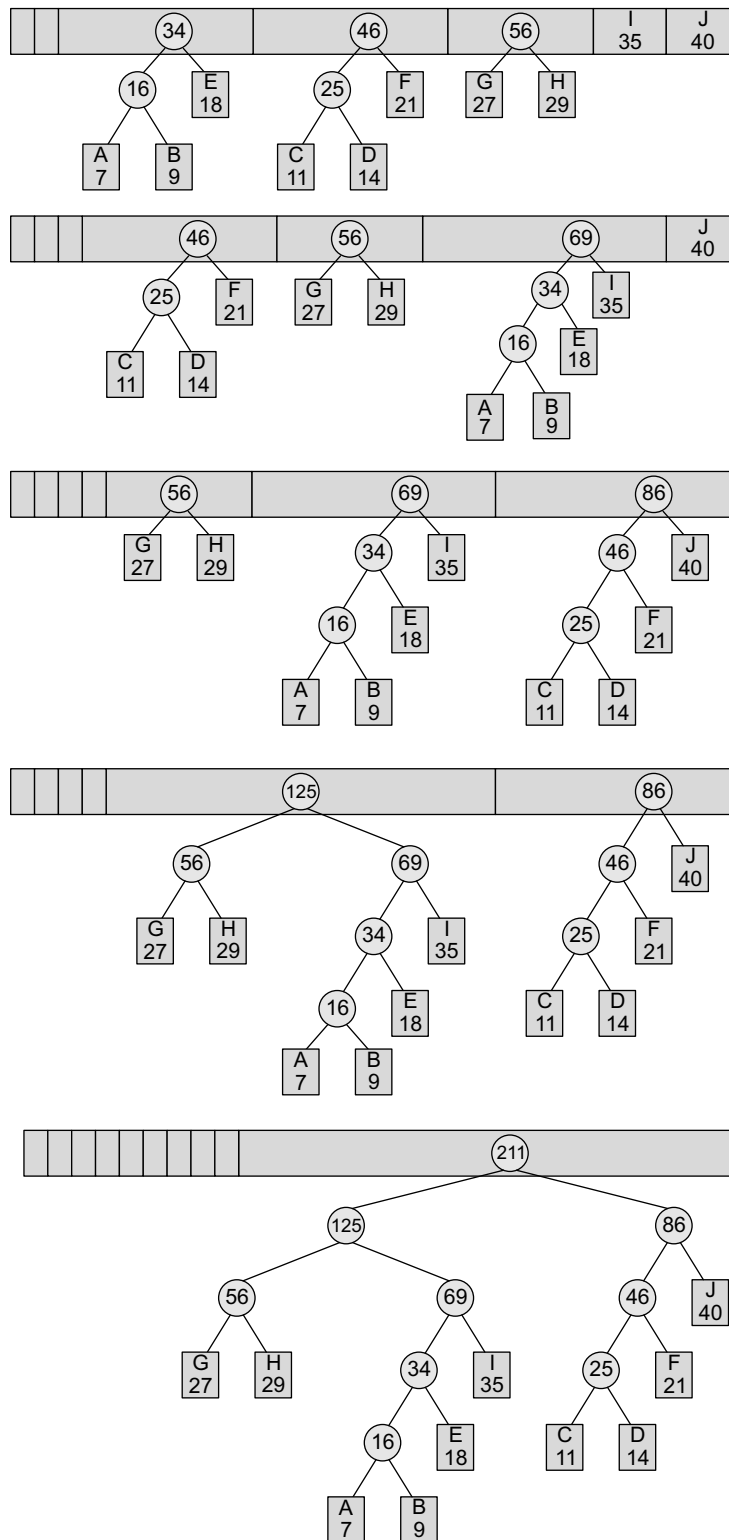 34 46 56 I J
35 40
16 E 25 F G H
18 21 27 29
A B C D
7 9 11 14
46 56 69 J
40
25 F G H 34 I
21 27 29 35
C D 16 E
11 14 18
A B
7 9
56 69 86
G H 34 I 46 J
27 29 35 40
16 E 25 F
18 21
A B C D
7 9 11 14
125 86
56 69 46 J
40
G H 34 I 25 F
27 29 35 21
16 E C D
18 11 14
A B
7 9
211
125 86
56 69 46 J
40
G H 34 I 25 F
27 29 35 21
16 E C D
18 11 14
A B
7 9